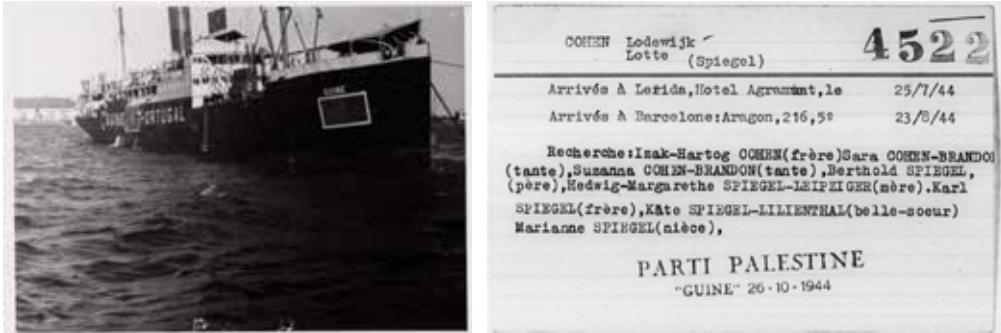 GUINE
GUINE PORTUGAL
COHEN Lodewijk
Lotte (Spiegel)
4522
Arrivés à Lerida,Hotel Agramunt,le 25/7/44
Arrivés à Barcelone:Aragon,216,5º 23/8/44
Recherche:Izak-Hartog COHEN(frère)Sara COHEN-BRANDON
(tante),Suzanna COHEN-BRANDON(tante),Berthold SPIEGEL,
(père),Hedwig-Margarethe SPIEGEL-LEIPZIGER(mère).Karl
SPIEGEL(frère),Käte SPIEGEL-LILIENTHAL(belle-soeur)
Marianne SPIEGEL(nièce),
PARTI PALESTINE
"GUINE" 26-10-1944